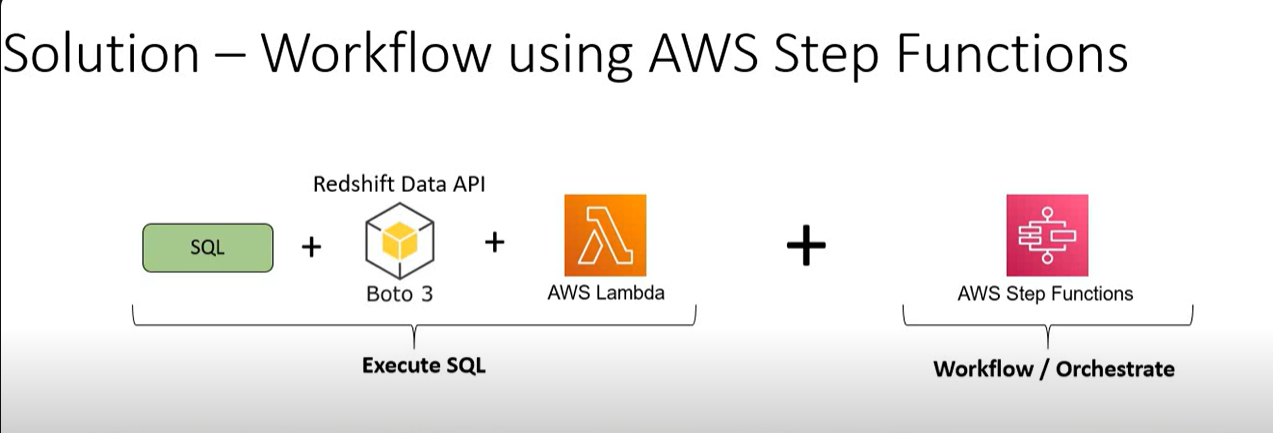 Solution – Workflow using AWS Step Functions
Redshift Data API
SQL
+
+
+
Boto 3
AWS Lambda
AWS Step Functions
Execute SQL
Workflow / Orchestrate